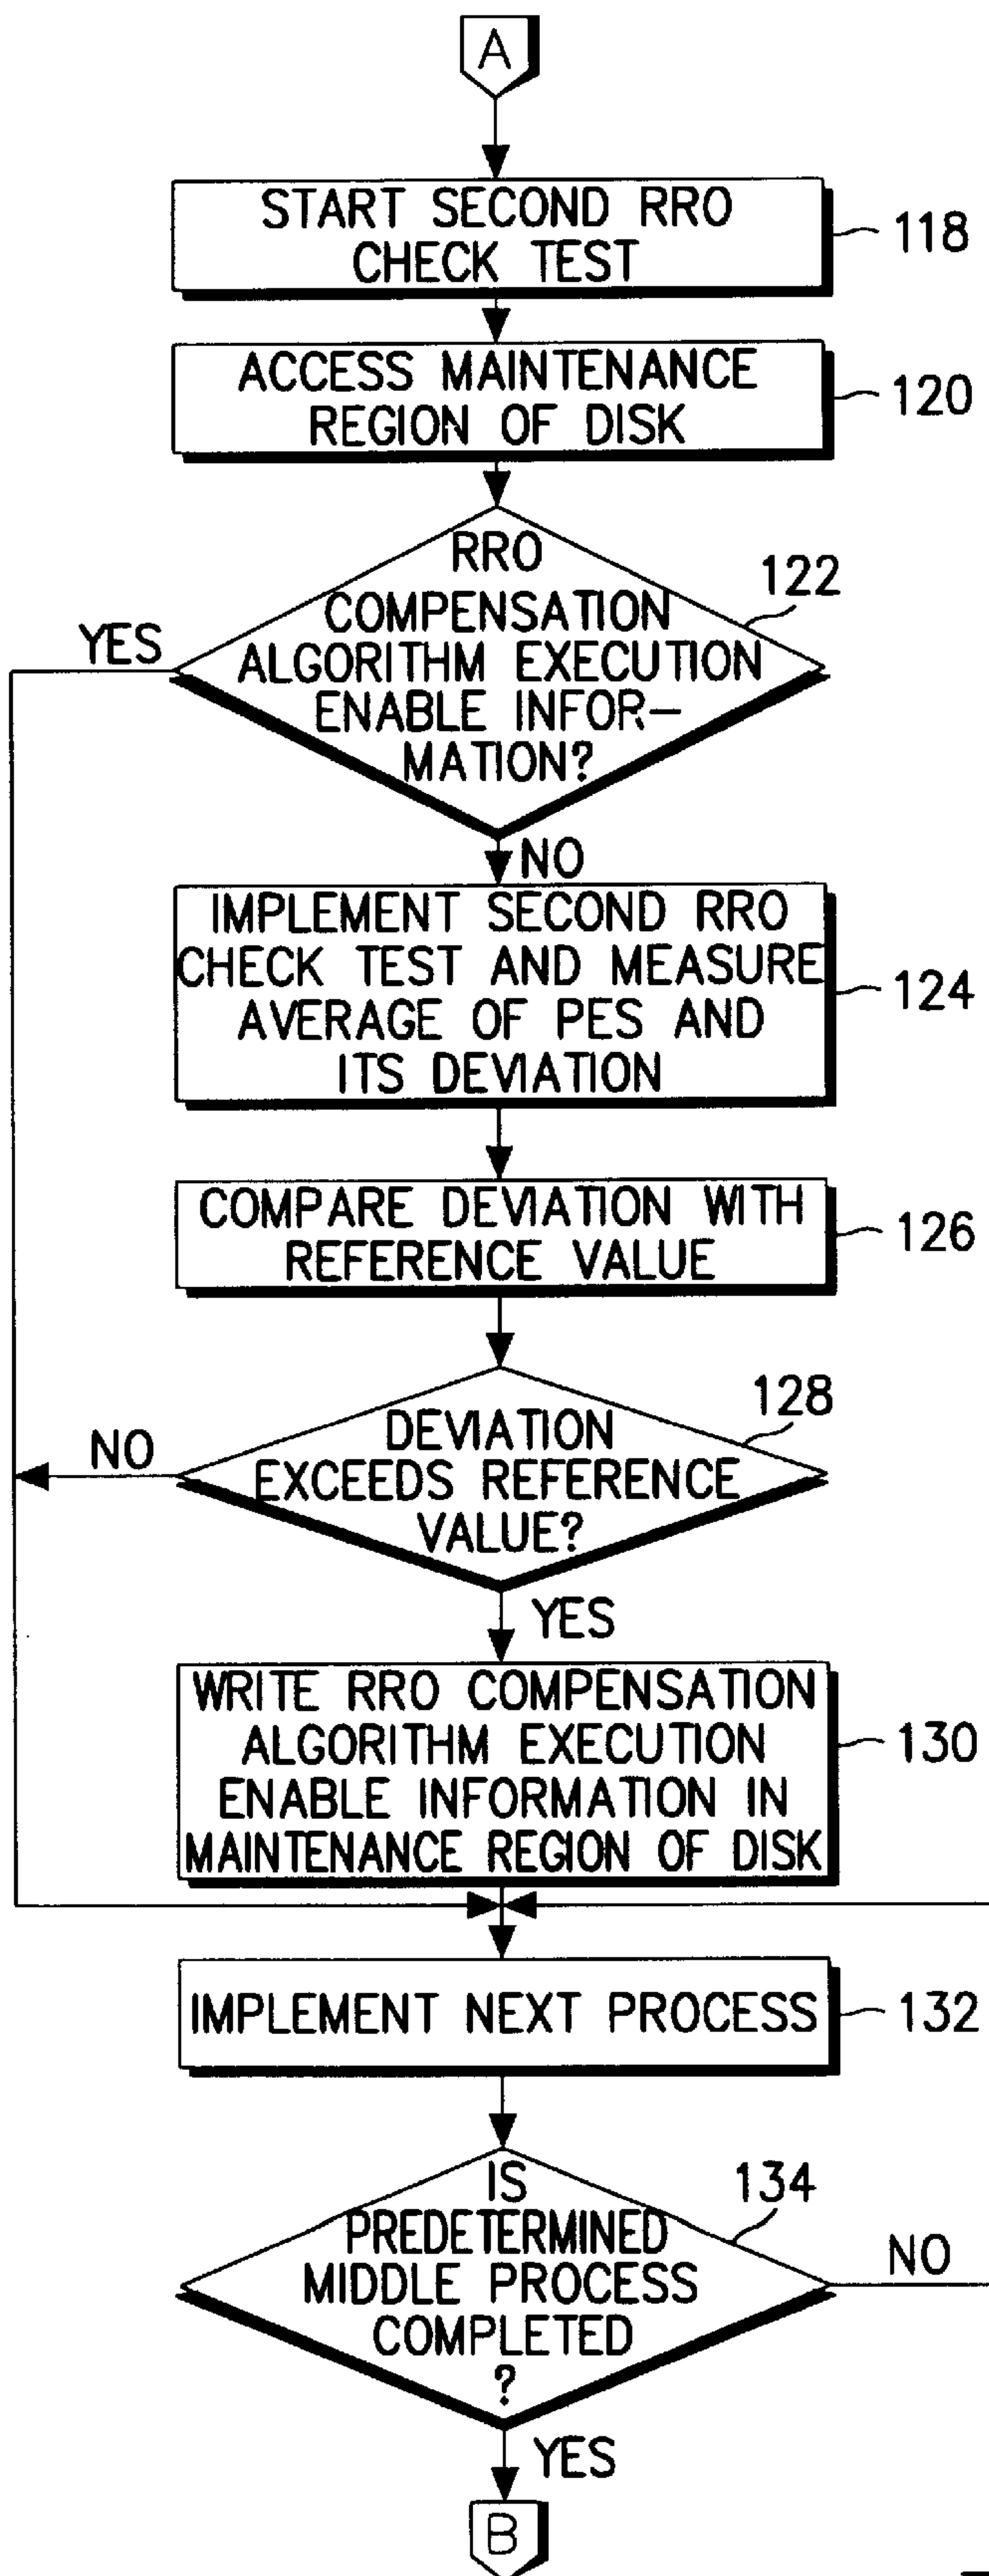 A
START SECOND RRO
CHECK TEST
118
ACCESS MAINTENANCE
REGION OF DISK
120
RRO
COMPENSATION
ALGORITHM EXECUTION
ENABLE INFOR-
MATION?
122
YES
NO
IMPLEMENT SECOND RRO
CHECK TEST AND MEASURE
AVERAGE OF PES AND
ITS DEVIATION
124
COMPARE DEVIATION WITH
REFERENCE VALUE
126
DEVIATION
EXCEEDS REFERENCE
VALUE?
128
NO
YES
WRITE RRO COMPENSATION
ALGORITHM EXECUTION
ENABLE INFORMATION IN
MAINTENANCE REGION OF DISK
130
IMPLEMENT NEXT PROCESS
132
IS
PREDETERMINED
MIDDLE PROCESS
COMPLETED
?
134
NO
YES
B